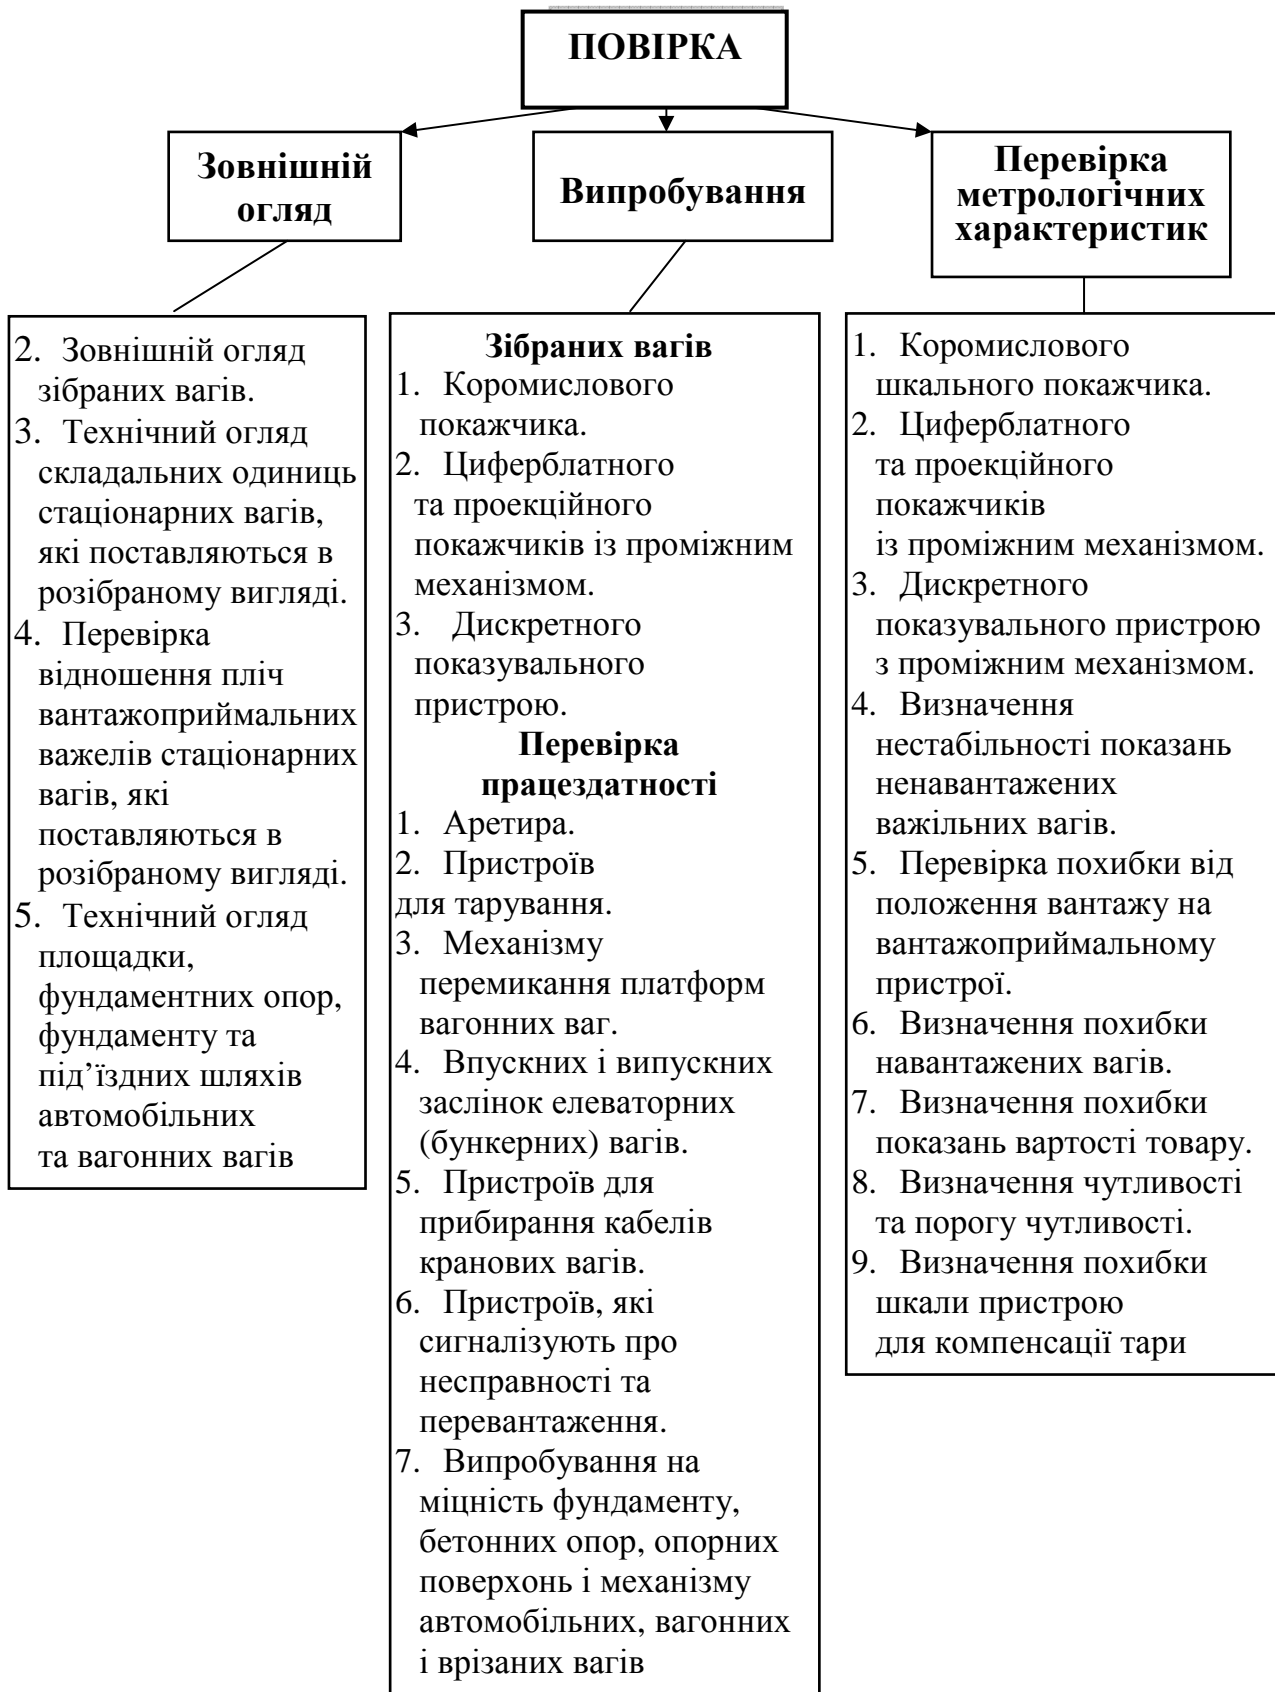 ПОВІРКА
Зовнішній
огляд
Випробування
Перевірка
метрологічних
характеристик
2. Зовнішній огляд
зібраних вагів.
3. Технічний огляд
складальних одиниць
стаціонарних вагів,
які поставляються в
розібраному вигляді.
4. Перевірка
відношення пліч
вантажоприймальних
важелів стаціонарних
вагів, які
поставляються в
розібраному вигляді.
5. Технічний огляд
площадки,
фундаментних опор,
фундаменту та
під’їздних шляхів
автомобільних
та вагонних вагів
Зібраних вагів
1. Коромислового
покажчика.
2. Циферблатного
та проекційного
покажчиків із проміжним
механізмом.
3. Дискретного
показувального
пристрою.
Перевірка
працездатності
1. Аретира.
2. Пристроїв
для тарування.
3. Механізму
перемикання платформ
вагонних ваг.
4. Впускних і випускних
заслінок елеваторних
(бункерних) вагів.
5. Пристроїв для
прибирання кабелів
кранових вагів.
6. Пристроїв, які
сигналізують про
несправності та
перевантаження.
7. Випробування на
міцність фундаменту,
бетонних опор, опорних
поверхонь і механізму
автомобільних, вагонних
і врізаних вагів
1. Коромислового
шкального покажчика.
2. Циферблатного
та проекційного
покажчиків
із проміжним механізмом.
3. Дискретного
показувального пристрою
з проміжним механізмом.
4. Визначення
нестабільності показань
ненавантажених
важільних вагів.
5. Перевірка похибки від
положення вантажу на
вантажоприймальному
пристрої.
6. Визначення похибки
навантажених вагів.
7. Визначення похибки
показань вартості товару.
8. Визначення чутливості
та порогу чутливості.
9. Визначення похибки
шкали пристрою
для компенсації тари